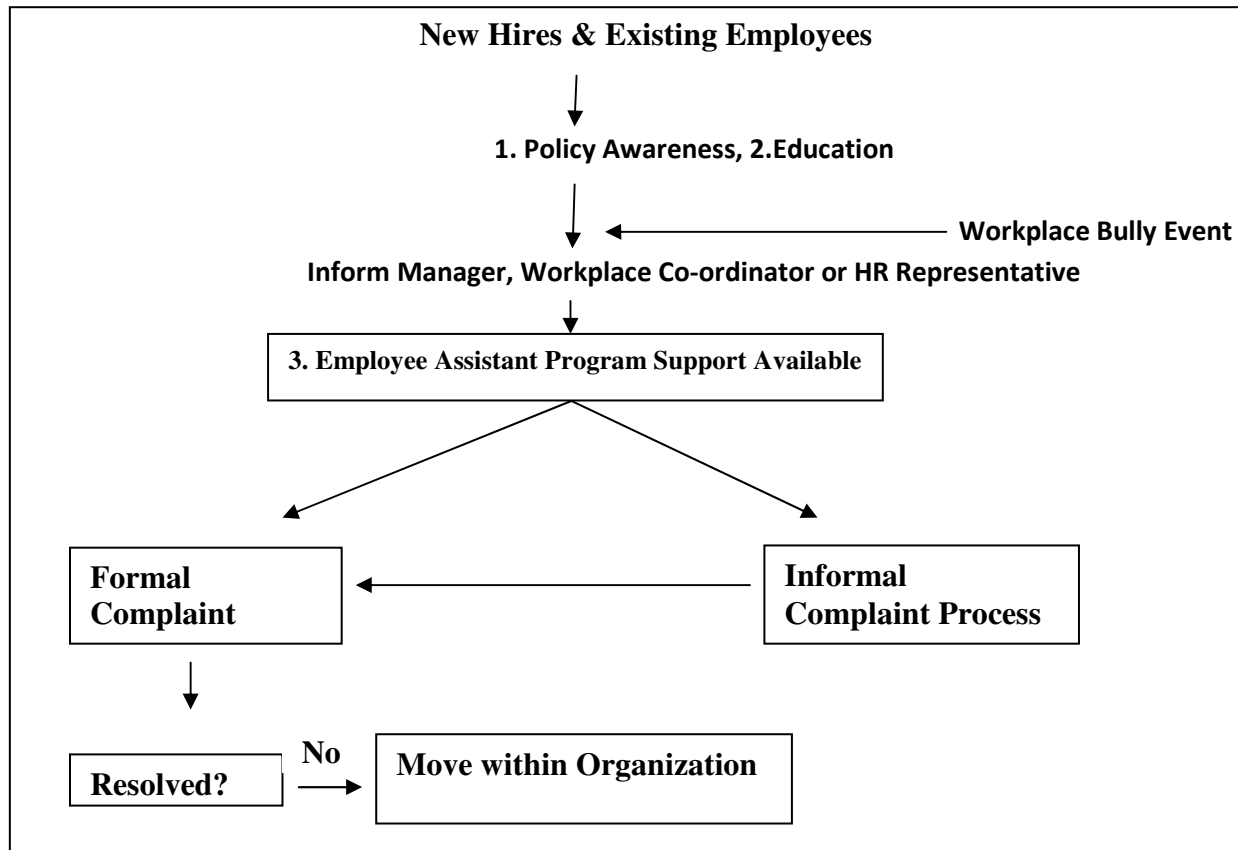 New Hires & Existing Employees
1. Policy Awareness, 2.Education
Workplace Bully Event
Inform Manager, Workplace Co-ordinator or HR Representative
3. Employee Assistant Program Support Available
Formal
Complaint
Informal
Complaint Process
Resolved?
No
Move within Organization